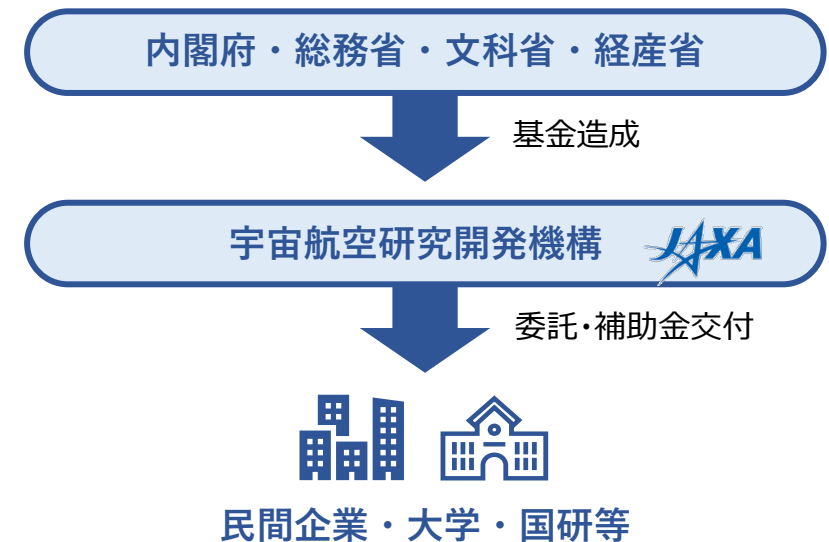 内閣府・総務省・文科省・経産省
基金造成
宇宙航空研究開発機構 JAXA
委託・補助金交付
民間企業・大学・国研等